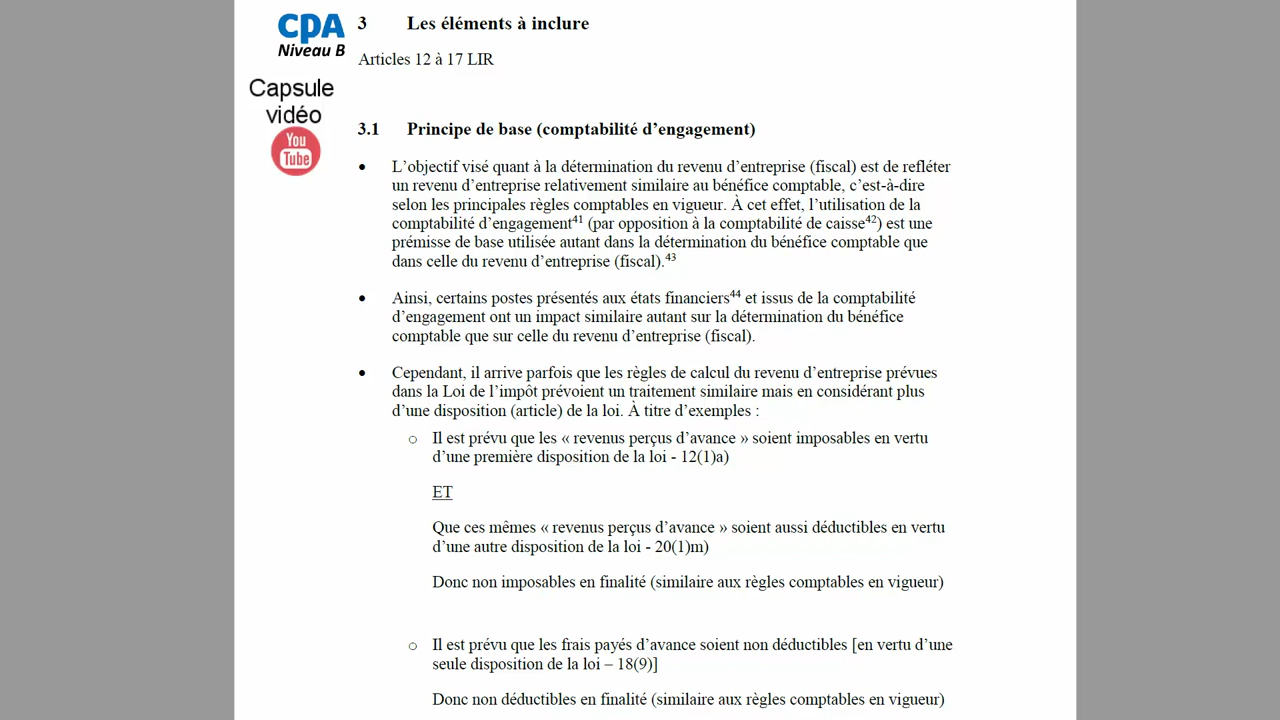 CPA
Niveau B
Capsule
vidéo
You
Tube
3 Les éléments à inclure
Articles 12 à 17 LIR
3.1 Principe de base (comptabilité d’engagement)
• L’objectif visé quant à la détermination du revenu d’entreprise (fiscal) est de refléter
un revenu d’entreprise relativement similaire au bénéfice comptable, c’est-à-dire
selon les principales règles comptables en vigueur. À cet effet, l’utilisation de la
comptabilité d’engagement⁴¹ (par opposition à la comptabilité de caisse⁴²) est une
prémisse de base utilisée autant dans la détermination du bénéfice comptable que
dans celle du revenu d’entreprise (fiscal).⁴³
• Ainsi, certains postes présentés aux états financiers⁴⁴ et issus de la comptabilité
d’engagement ont un impact similaire autant sur la détermination du bénéfice
comptable que sur celle du revenu d’entreprise (fiscal).
• Cependant, il arrive parfois que les règles de calcul du revenu d’entreprise prévues
dans la Loi de l’impôt prévoient un traitement similaire mais en considérant plus
d’une disposition (article) de la loi. À titre d’exemples :
○ Il est prévu que les « revenus perçus d’avance » soient imposables en vertu
d’une première disposition de la loi - 12(1)a)
ET
Que ces mêmes « revenus perçus d’avance » soient aussi déductibles en vertu
d’une autre disposition de la loi - 20(1)m)
Donc non imposables en finalité (similaire aux règles comptables en vigueur)
○ Il est prévu que les frais payés d’avance soient non déductibles [en vertu d’une
seule disposition de la loi – 18(9)]
Donc non déductibles en finalité (similaire aux règles comptables en vigueur)